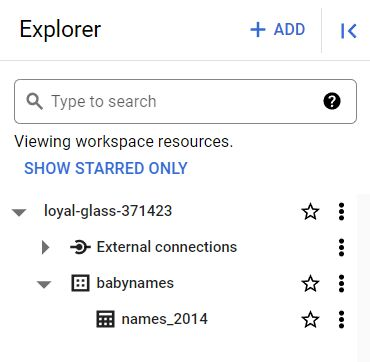 Explorer
+ ADD
Type to search
Viewing workspace resources.
SHOW STARRED ONLY
loyal-glass-371423
External connections
babynames
names_2014